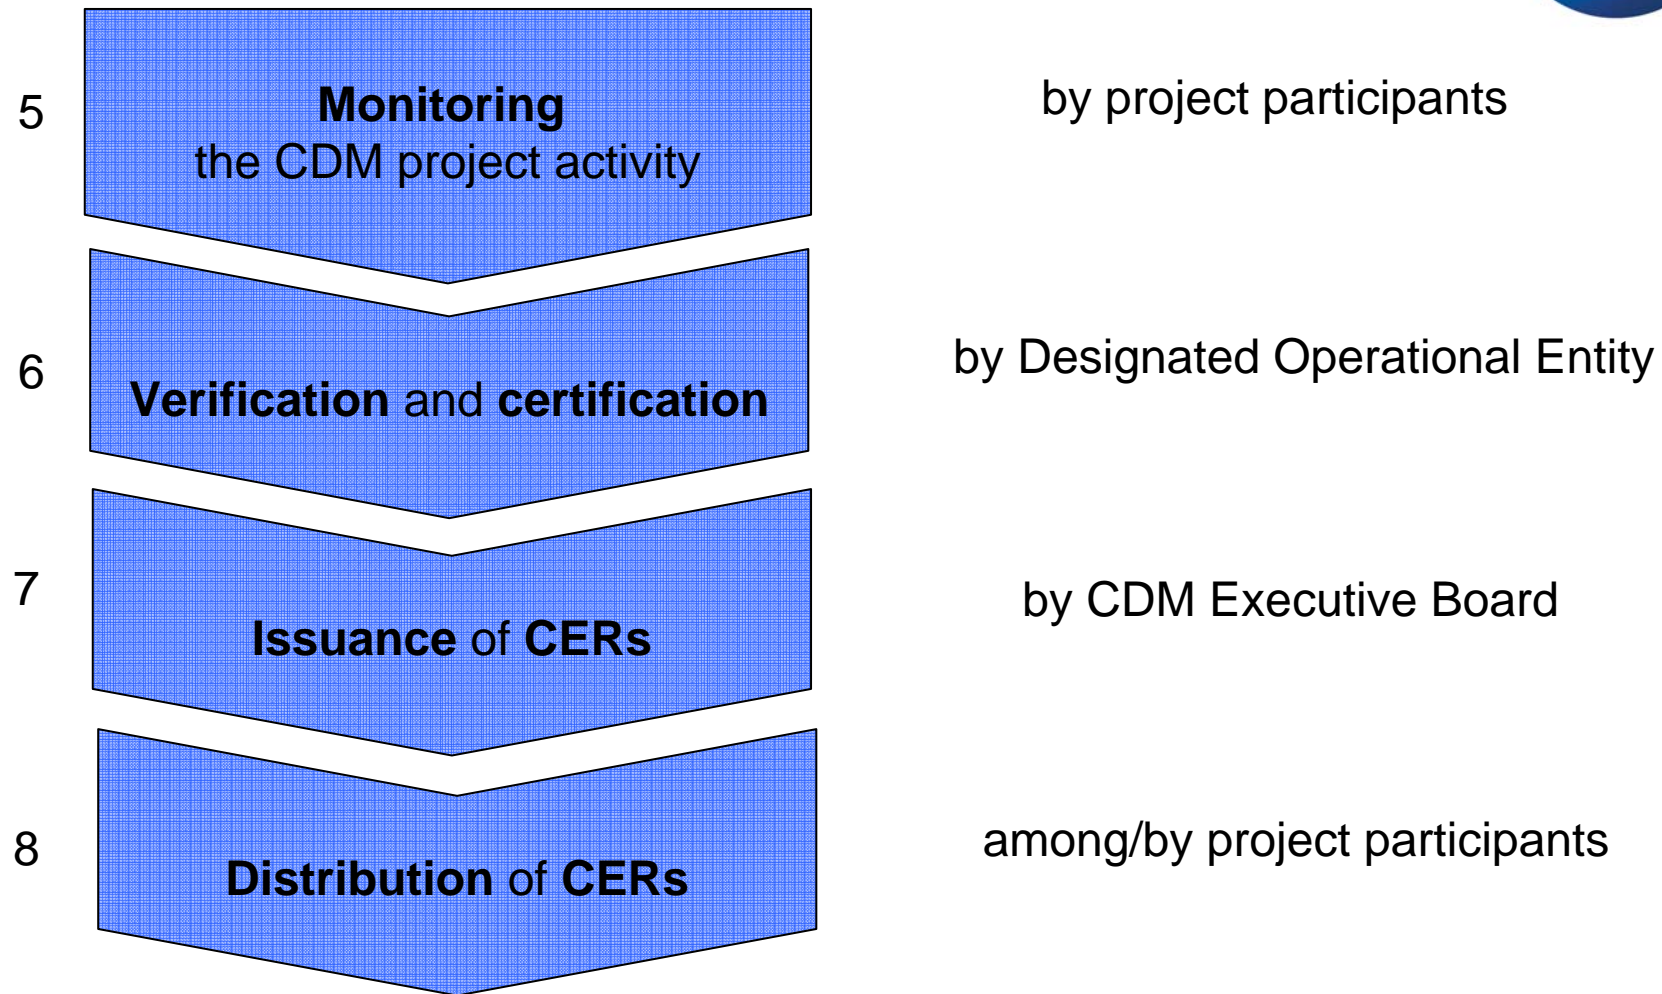 5
Monitoring
the CDM project activity
by project participants
6
Verification and certification
by Designated Operational Entity
7
Issuance of CERs
by CDM Executive Board
8
Distribution of CERs
among/by project participants